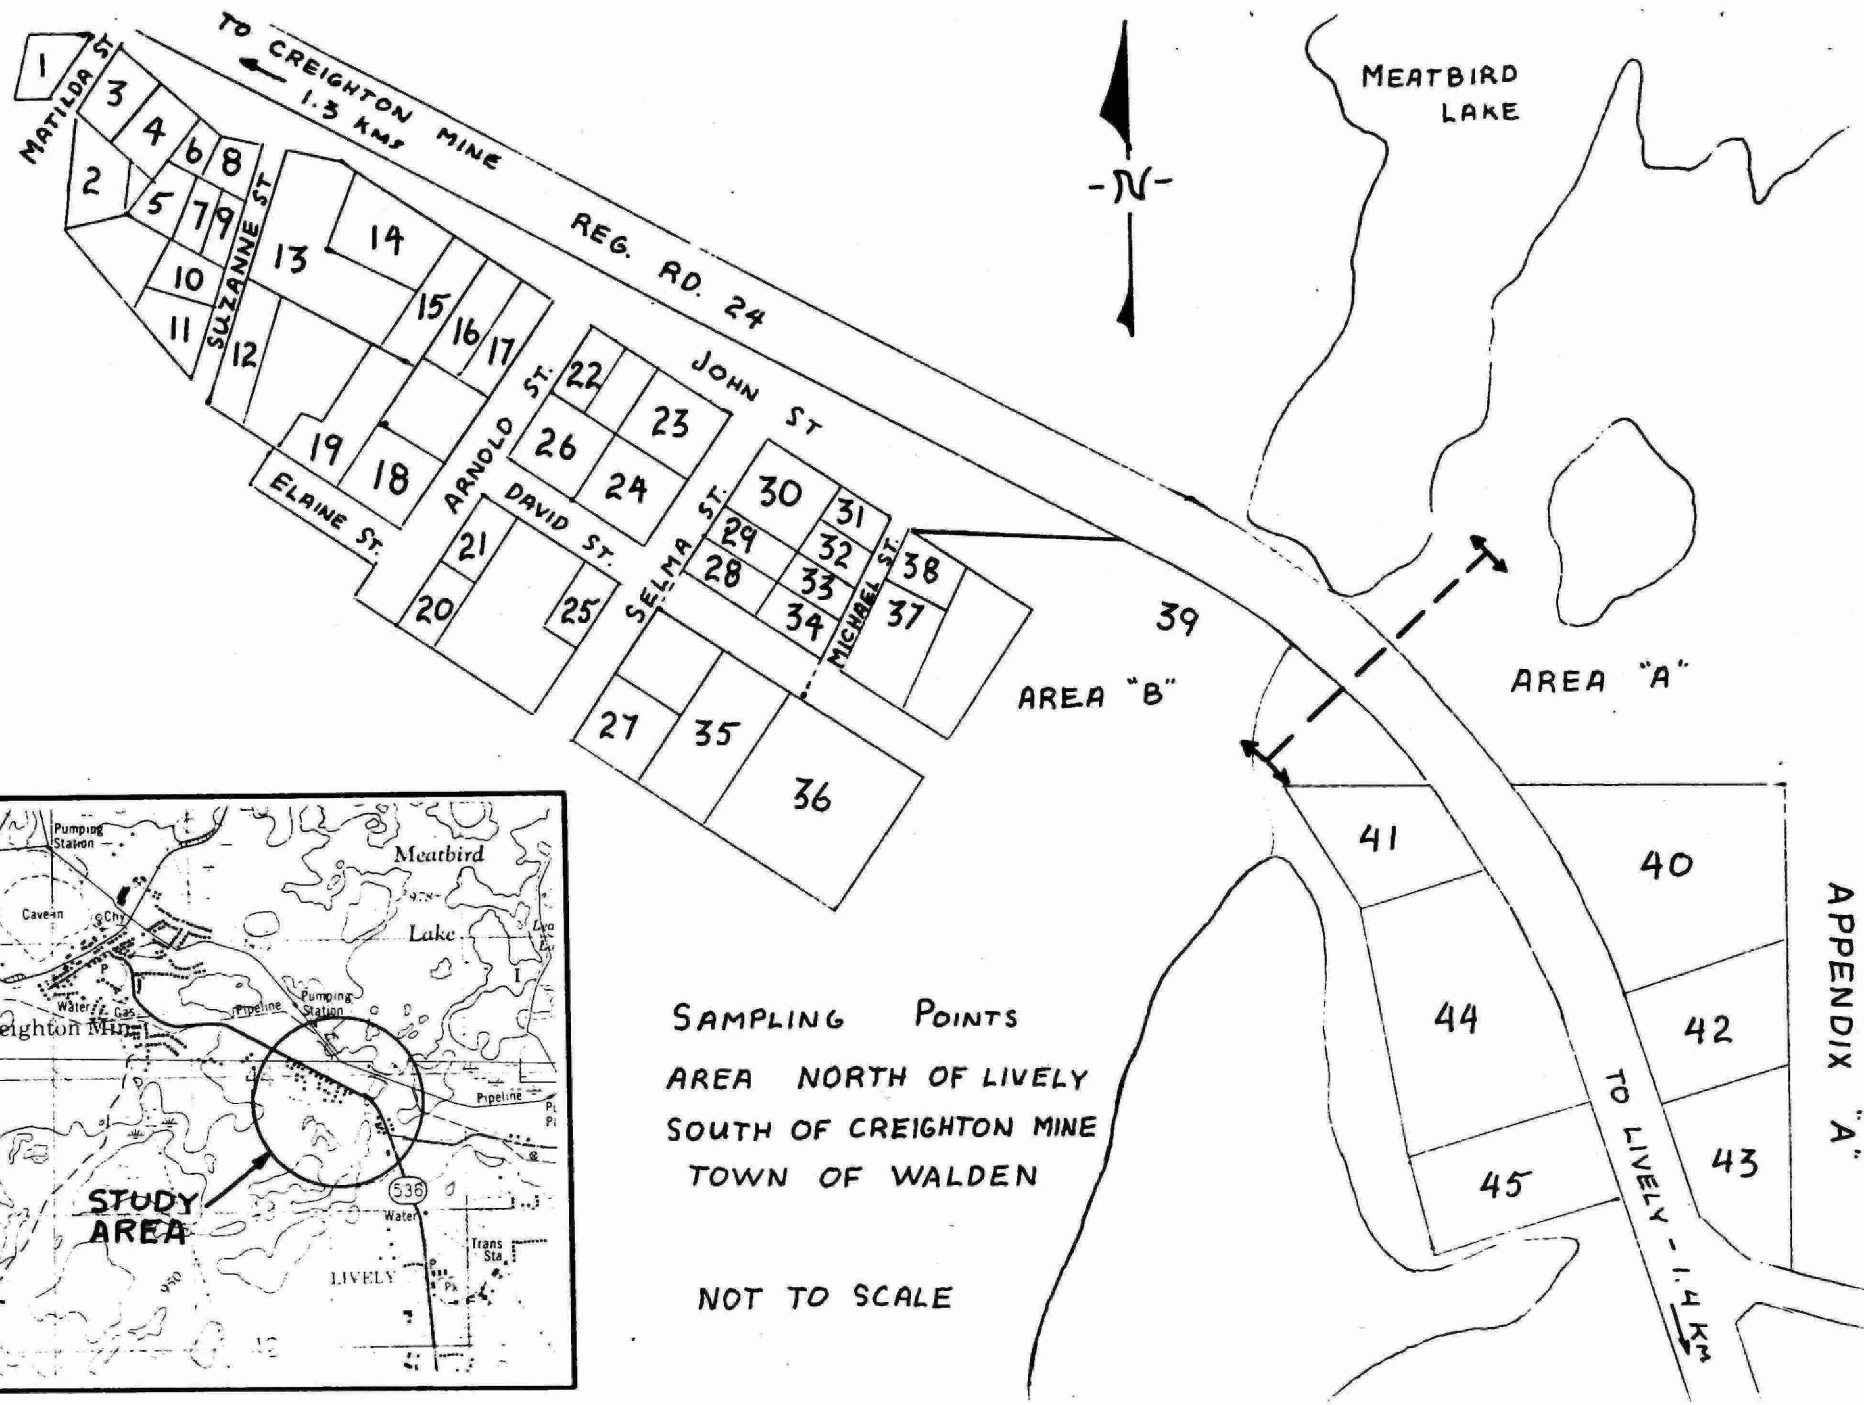 TO CREIGHTON MINE
1.3 KMS
REG. RD. 24
MATILDA ST
SUZANNE ST
ELAINE ST.
ARNOLD ST.
DAVID ST.
JOHN ST
SELMA ST.
MICHAEL ST.
1
2
3
4
5
6
7
8
9
10
11
12
13
14
15
16
17
18
19
20
21
22
23
24
25
26
27
28
29
30
31
32
33
34
35
36
37
38
39
40
41
42
43
44
45
-N-
MEATBIRD
LAKE
AREA "A"
AREA "B"
TO LIVELY - 1.4 KM
APPENDIX "A"
SAMPLING POINTS
AREA NORTH OF LIVELY
SOUTH OF CREIGHTON MINE
TOWN OF WALDEN
NOT TO SCALE
Pumping
Station
Meatbird
Lake
Cave-in
Chy
P
Water
Gas
eighton Mine
Pipeline
Pumping
Station
I
Pipeline
STUDY
AREA
536
Water
Trans
Sta
LIVELY
950